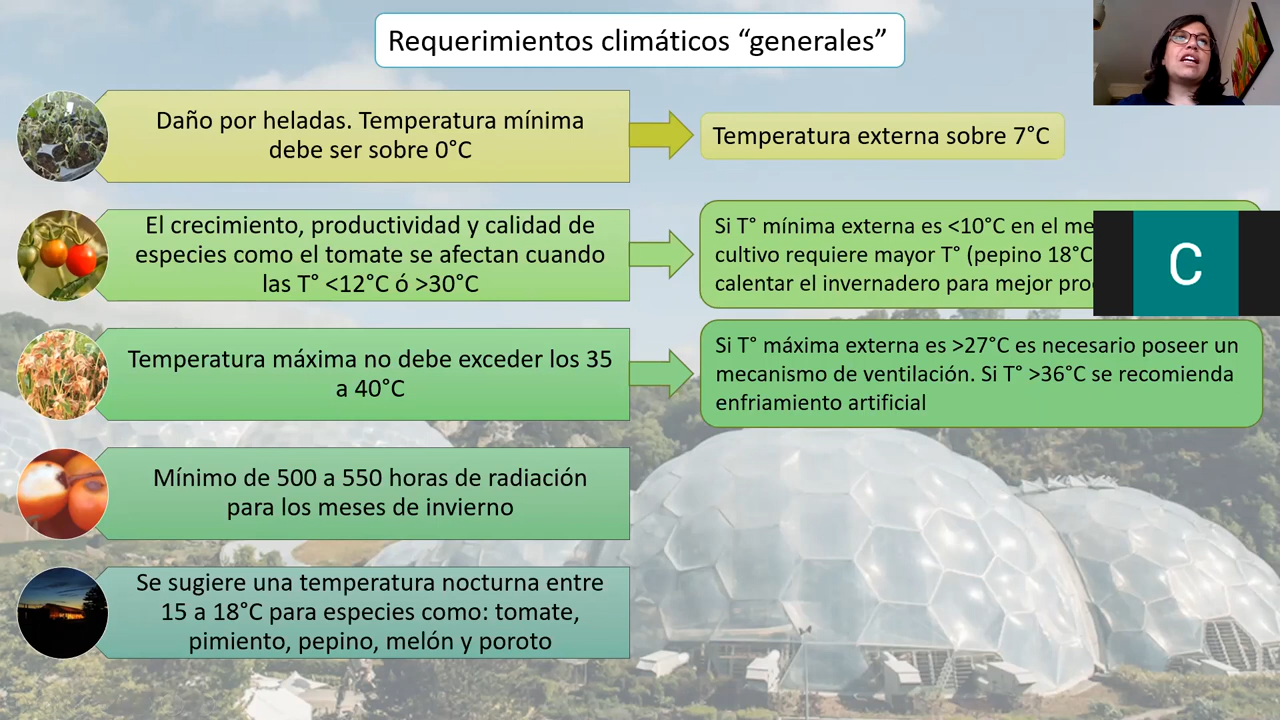 Requerimientos climáticos “generales”
Daño por heladas. Temperatura mínima
debe ser sobre 0°C
Temperatura externa sobre 7°C
El crecimiento, productividad y calidad de
especies como el tomate se afectan cuando
las T° <12°C ó >30°C
Si T° mínima externa es <10°C en el
cultivo requiere mayor T° (pepino 18°C
calentar el invernadero para mejor
Temperatura máxima no debe exceder los 35
a 40°C
Si T° máxima externa es >27°C es necesario poseer un
mecanismo de ventilación. Si T° >36°C se recomienda
enfriamiento artificial
Mínimo de 500 a 550 horas de radiación
para los meses de invierno
Se sugiere una temperatura nocturna entre
15 a 18°C para especies como: tomate,
pimiento, pepino, melón y poroto
C